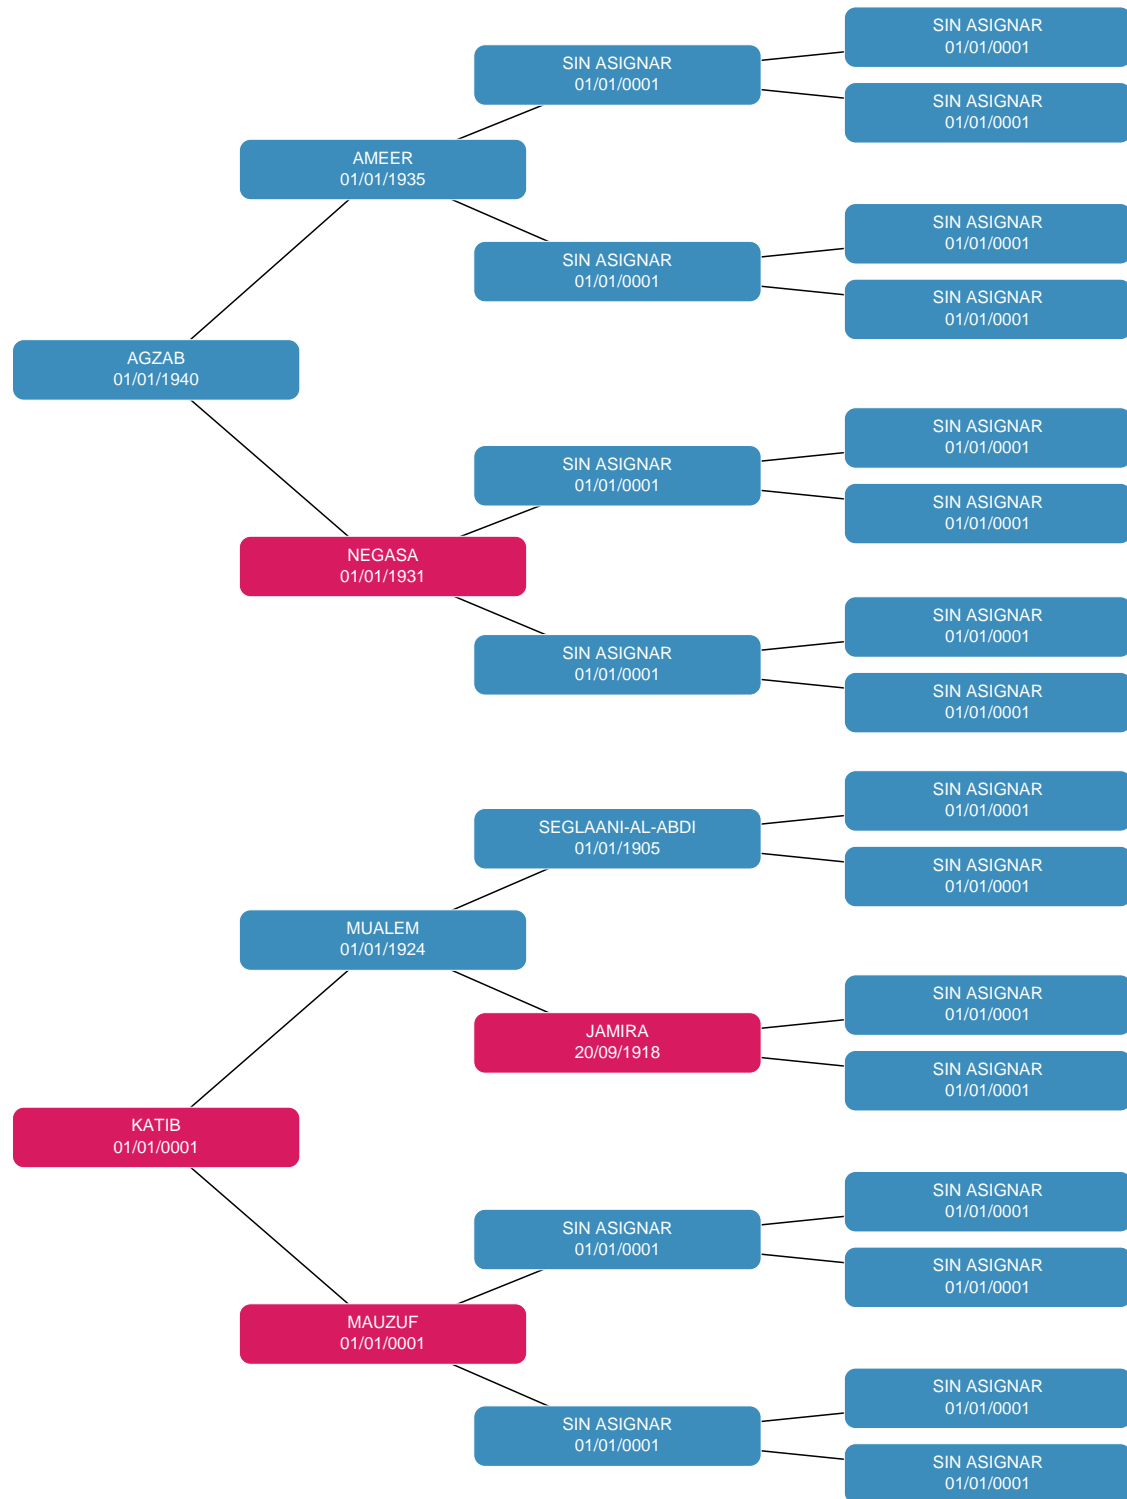 SIN ASIGNAR
01/01/0001
SIN ASIGNAR
01/01/0001
SIN ASIGNAR
01/01/0001
AMEER
01/01/1935
SIN ASIGNAR
01/01/0001
SIN ASIGNAR
01/01/0001
SIN ASIGNAR
01/01/0001
AGZAB
01/01/1940
SIN ASIGNAR
01/01/0001
SIN ASIGNAR
01/01/0001
SIN ASIGNAR
01/01/0001
NEGASA
01/01/1931
SIN ASIGNAR
01/01/0001
SIN ASIGNAR
01/01/0001
SIN ASIGNAR
01/01/0001
SIN ASIGNAR
01/01/0001
SEGLAANI-AL-ABDI
01/01/1905
SIN ASIGNAR
01/01/0001
MUALEM
01/01/1924
SIN ASIGNAR
01/01/0001
JAMIRA
20/09/1918
SIN ASIGNAR
01/01/0001
KATIB
01/01/0001
SIN ASIGNAR
01/01/0001
SIN ASIGNAR
01/01/0001
SIN ASIGNAR
01/01/0001
MAUZUF
01/01/0001
SIN ASIGNAR
01/01/0001
SIN ASIGNAR
01/01/0001
SIN ASIGNAR
01/01/0001